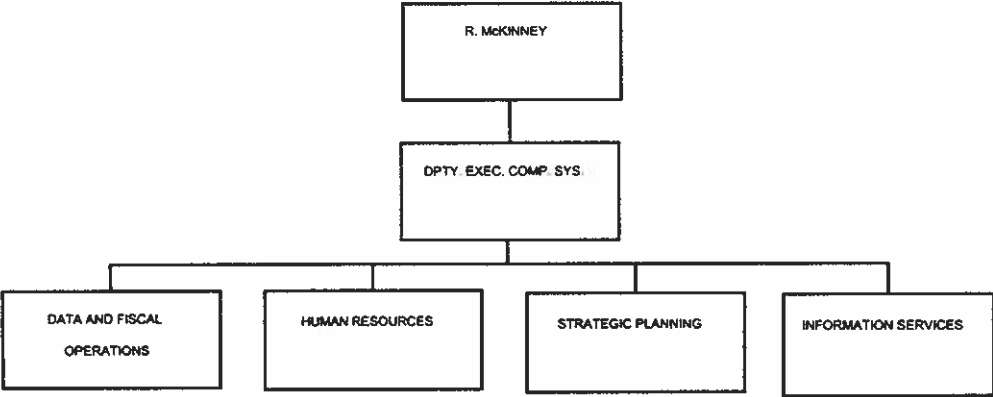 R. McKINNEY
DPTY. EXEC. COMP. SYS.
DATA AND FISCAL
OPERATIONS
HUMAN RESOURCES
STRATEGIC PLANNING
INFORMATION SERVICES